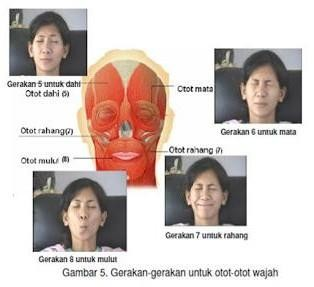 Gerakan 5 untuk dahi
Otot dahi (5)
Otot mata
Gerakan 6 untuk mata
Otot rahang(7)
Otot rahang (7)
Otot mulut (8)
Gerakan 7 untuk rahang
Gerakan 8 untuk mulut
Gambar 5. Gerakan-gerakan untuk otot-otot wajah